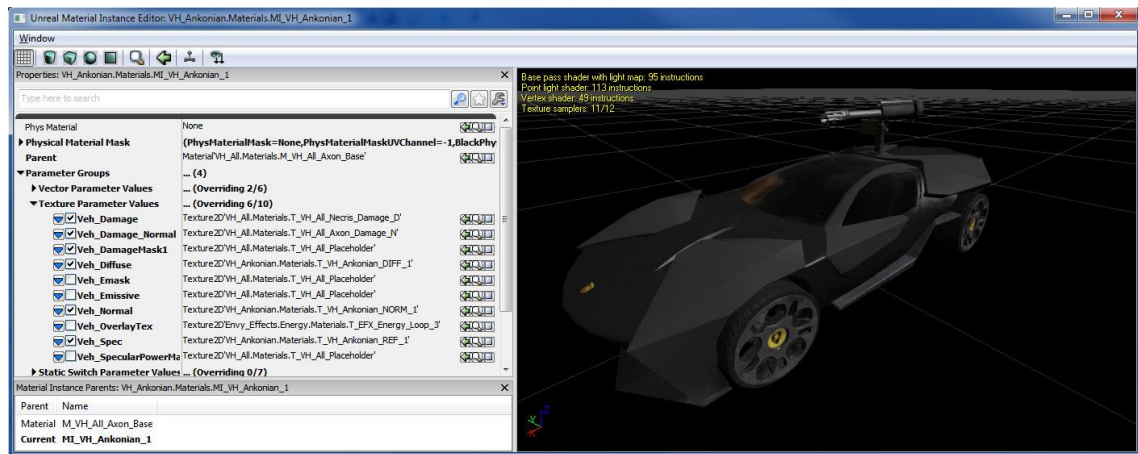 Unreal Material Instance Editor: VH_Ankonian.Materials.MI_VH_Ankonian_1
Window
Properties: VH_Ankonian.Materials.MI_VH_Ankonian_1
Type here to search
Phys Material None
Physical Material Mask (PhysMaterialMask=None,PhysMaterialMaskUVChannel=-1,BlackPhy
Parent Material'VH_All.Materials.M_VH_All_Axon_Base'
Parameter Groups ... (4)
Vector Parameter Values ... (Overriding 2/6)
Texture Parameter Values ... (Overriding 6/10)
Veh_Damage Texture2D'VH_All.Materials.T_VH_All_Necris_Damage_D'
Veh_Damage_Normal Texture2D'VH_All.Materials.T_VH_All_Axon_Damage_N'
Veh_DamageMask1 Texture2D'VH_All.Materials.T_VH_All_Placeholder'
Veh_Diffuse Texture2D'VH_Ankonian.Materials.T_VH_Ankonian_DIFF_1'
Veh_Emask Texture2D'VH_All.Materials.T_VH_All_Placeholder'
Veh_Emissive Texture2D'VH_All.Materials.T_VH_All_Placeholder'
Veh_Normal Texture2D'VH_Ankonian.Materials.T_VH_Ankonian_NORM_1'
Veh_OverlayTex Texture2D'Envy_Effects.Energy.Materials.T_EFX_Energy_Loop_3'
Veh_Spec Texture2D'VH_Ankonian.Materials.T_VH_Ankonian_REF_1'
Veh_SpecularPowerMa Texture2D'VH_All.Materials.T_VH_All_Placeholder'
Static Switch Parameter Values ... (Overriding 0/7)
Material Instance Parents: VH_Ankonian.Materials.MI_VH_Ankonian_1
Parent Name
Material M_VH_All_Axon_Base
Current MI_VH_Ankonian_1
Base pass shader with light map: 95 instructions
Point light shader: 113 instructions
Vertex shader: 49 instructions
Texture samplers: 11/12